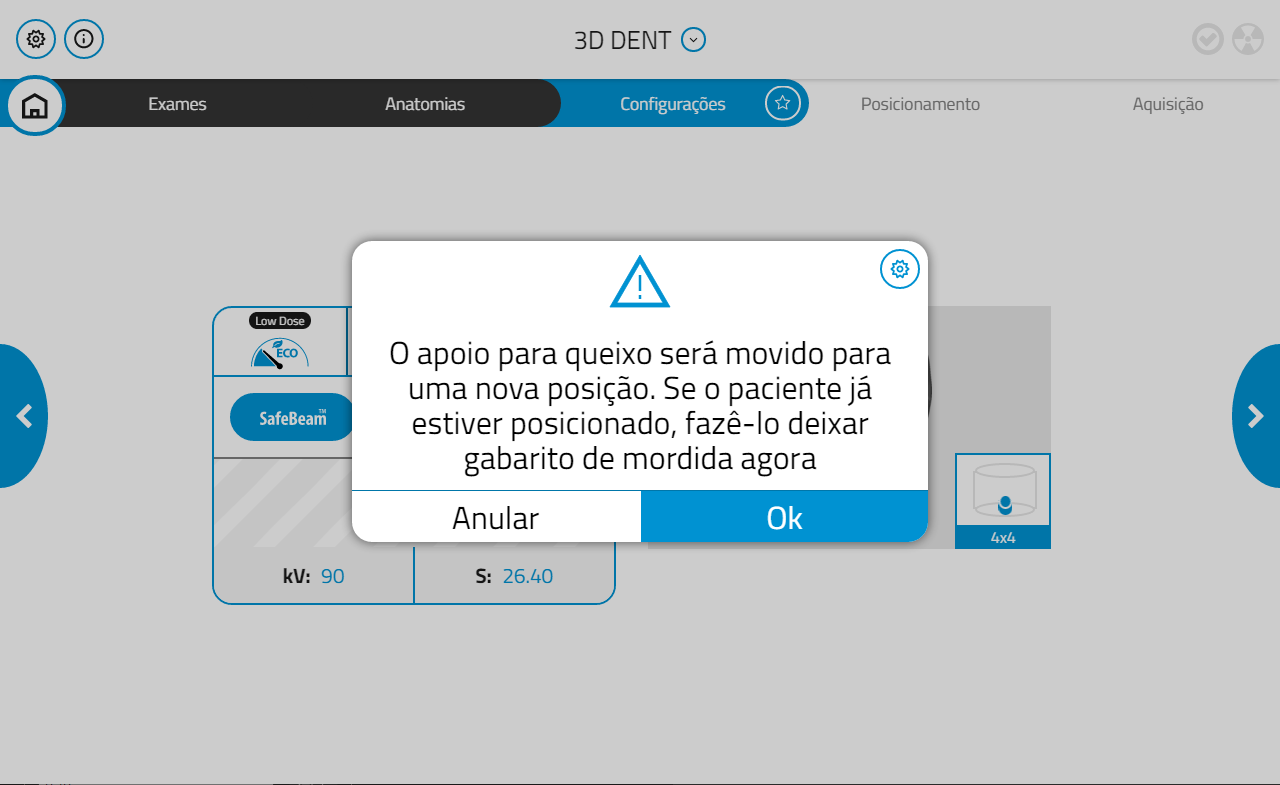 3D DENT
Exames
Anatomias
Configurações
Posicionamento
Aquisição
Low Dose
ECO
SafeBeam™
O apoio para queixo será movido para
uma nova posição. Se o paciente já
estiver posicionado, fazê-lo deixar
gabarito de mordida agora
Anular
Ok
4x4
kV: 90
S: 26.40